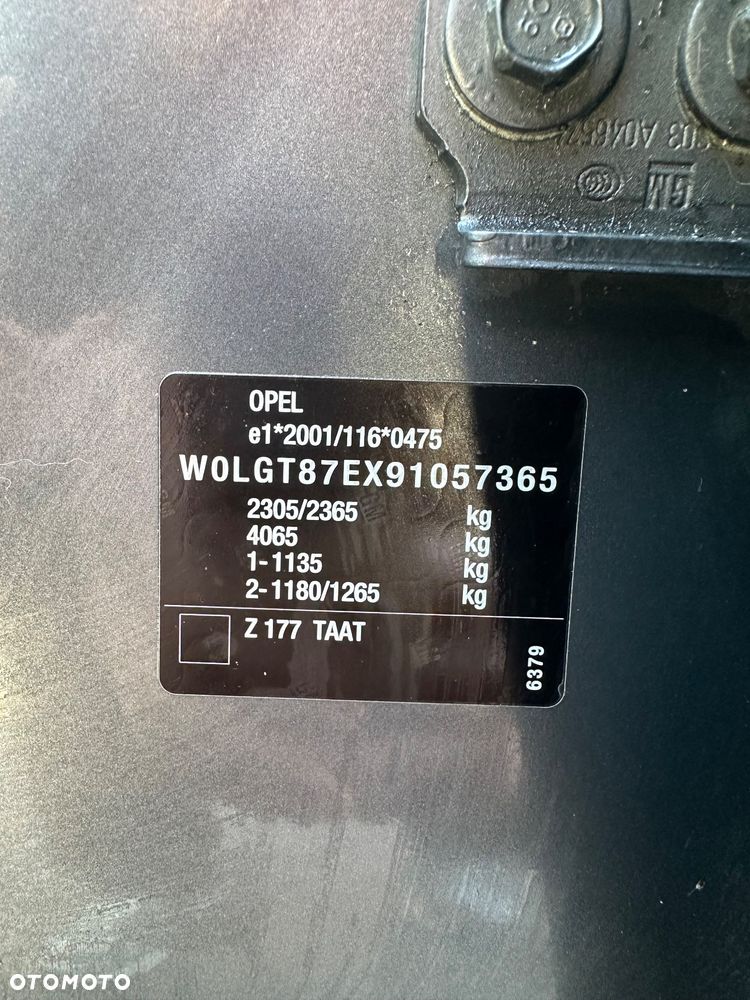 GM
OPEL
e1*2001/116*0475
W0LGT87EX91057365
2305/2365 kg
4065 kg
1-1135 kg
2-1180/1265 kg
Z 177 TAAT
6379
OTOMOTO